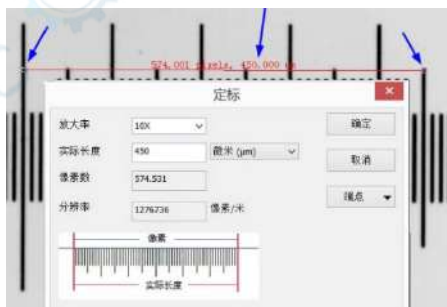 574.001 pixels, 450.000 um
定标
放大率 10X 确定
实际长度 450 微米 (μm) 取消
像素数 574.531 端点
分辨率 1276736 像素/米
像素
实际长度